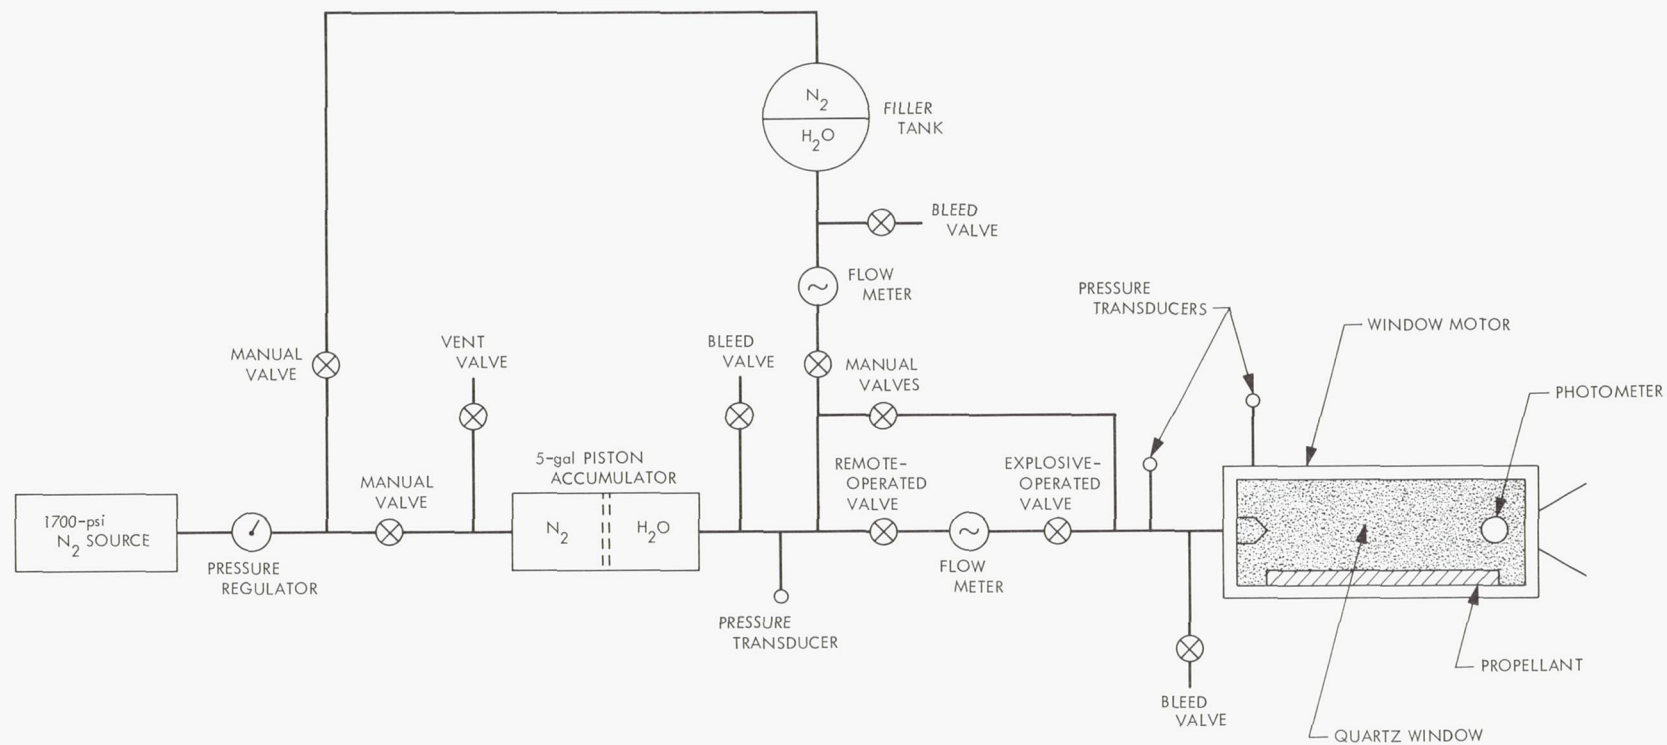 N2
H2O
FILLER
TANK
BLEED
VALVE
FLOW
METER
PRESSURE
TRANSDUCERS
WINDOW MOTOR
MANUAL
VALVE
VENT
VALVE
BLEED
VALVE
MANUAL
VALVES
PHOTOMETER
5-gal PISTON
ACCUMULATOR
REMOTE-
OPERATED
VALVE
EXPLOSIVE-
OPERATED
VALVE
MANUAL
VALVE
1700-psi
N2 SOURCE
N2
H2O
PRESSURE
REGULATOR
FLOW
METER
PRESSURE
TRANSDUCER
PROPELLANT
BLEED
VALVE
QUARTZ WINDOW